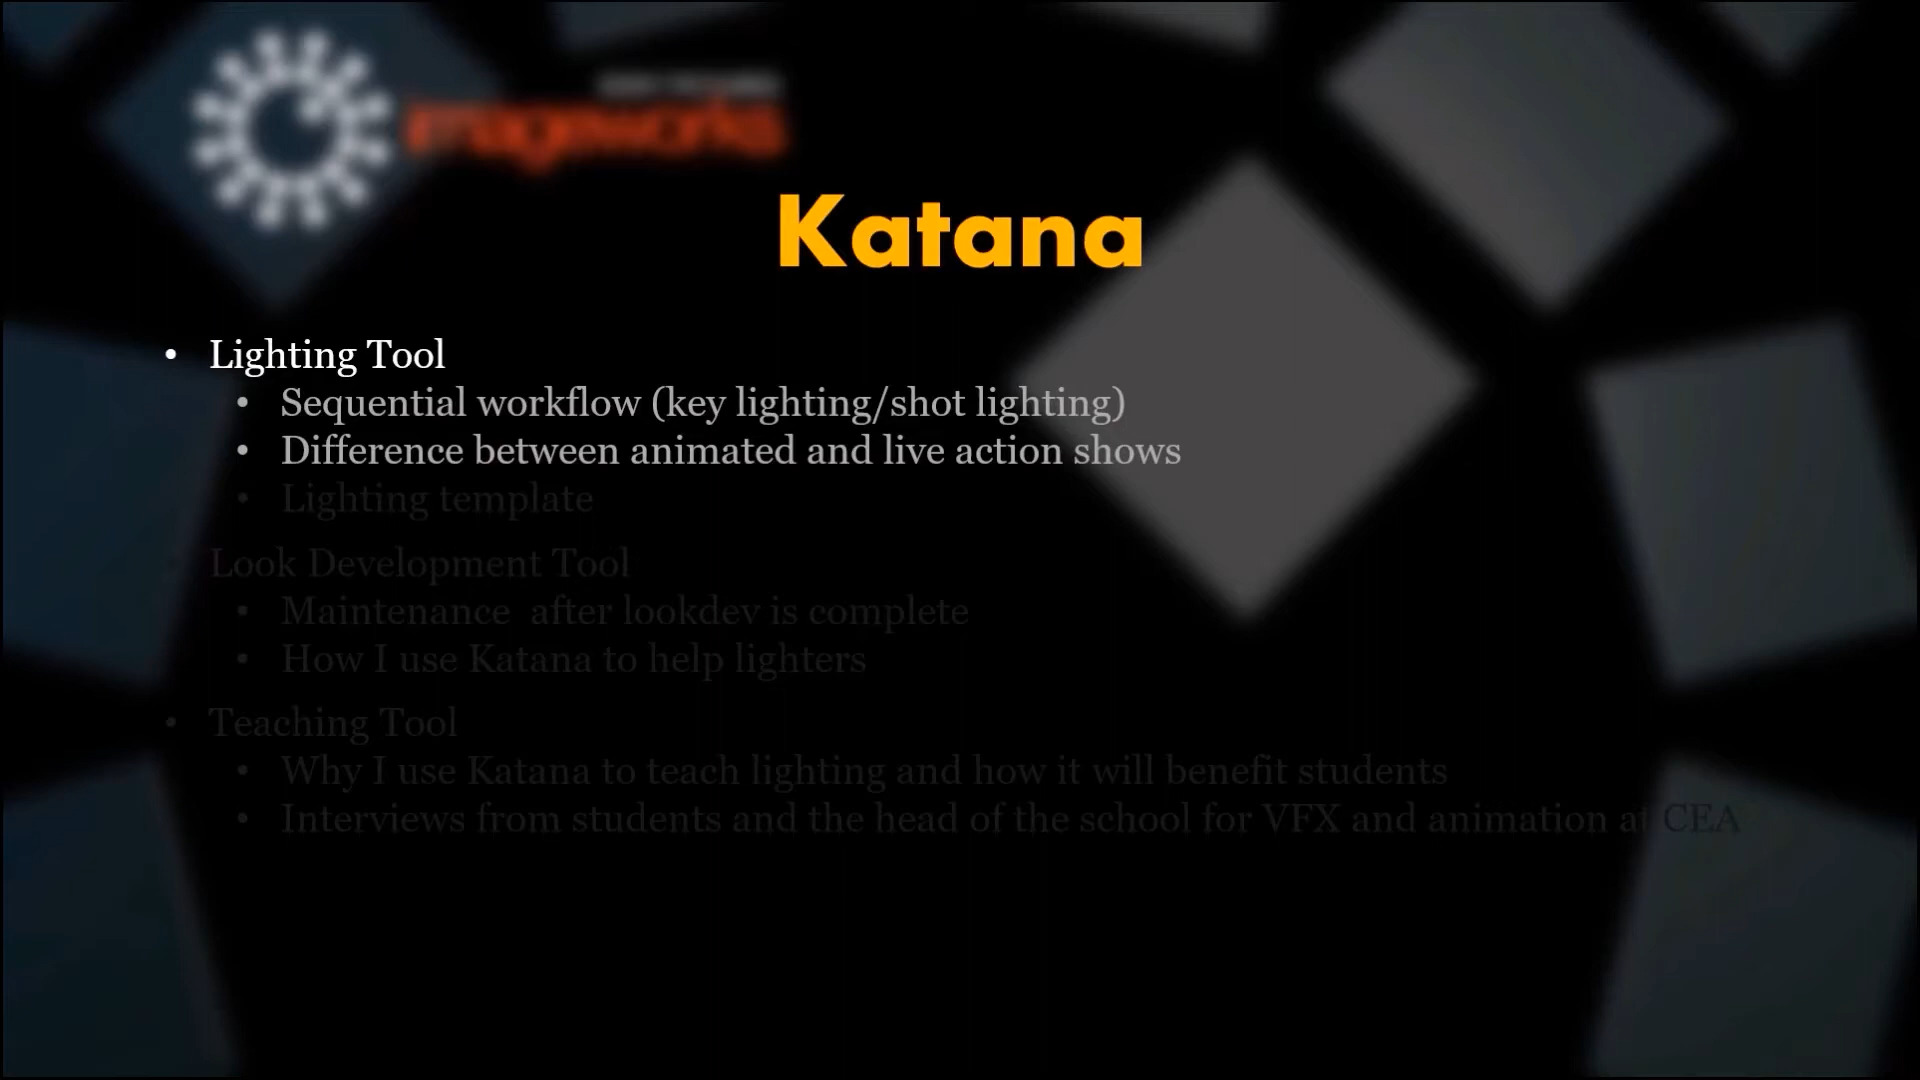 imageworks
Katana
• Lighting Tool
• Sequential workflow (key lighting/shot lighting)
• Difference between animated and live action shows
• Lighting template
Look Development Tool
• Maintenance after lookdev is complete
• How I use Katana to help lighters
• Teaching Tool
• Why I use Katana to teach lighting and how it will benefit students
• Interviews from students and the head of the school for VFX and animation at CEA